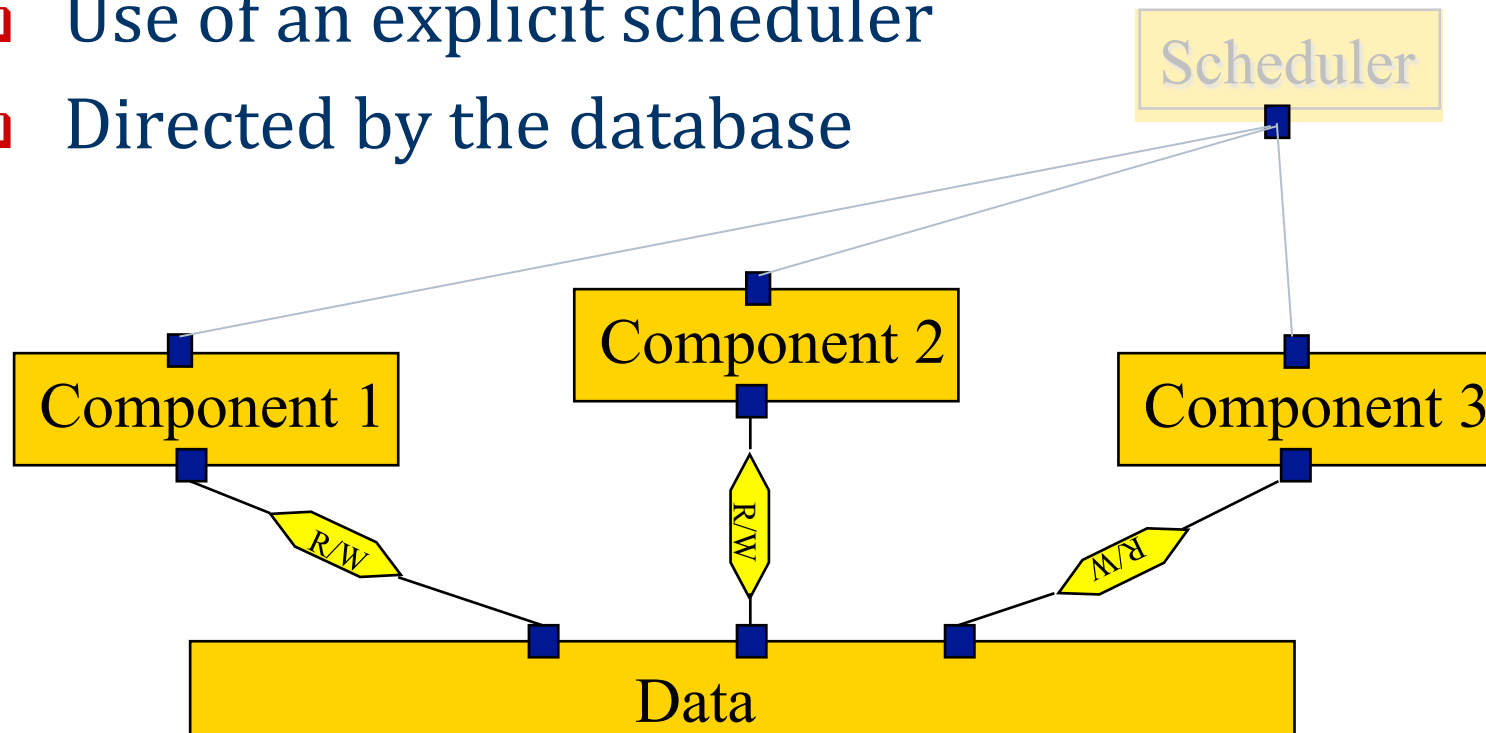 Use of an explicit scheduler
Directed by the database
Scheduler
Component 1
Component 2
Component 3
R/W
R/W
R/W
Data